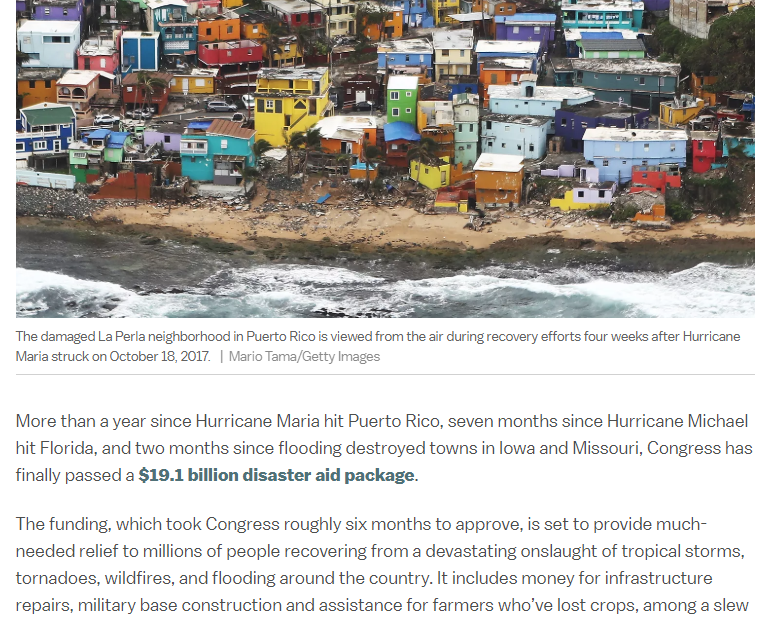 The damaged La Perla neighborhood in Puerto Rico is viewed from the air during recovery efforts four weeks after Hurricane
Maria struck on October 18, 2017. | Mario Tama/Getty Images
More than a year since Hurricane Maria hit Puerto Rico, seven months since Hurricane Michael
hit Florida, and two months since flooding destroyed towns in Iowa and Missouri, Congress has
finally passed a $19.1 billion disaster aid package.
The funding, which took Congress roughly six months to approve, is set to provide much-
needed relief to millions of people recovering from a devastating onslaught of tropical storms,
tornadoes, wildfires, and flooding around the country. It includes money for infrastructure
repairs, military base construction and assistance for farmers who’ve lost crops, among a slew